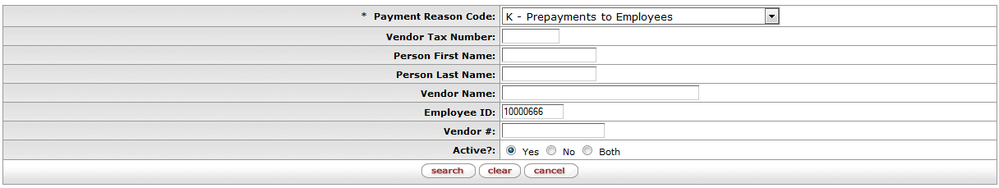 * Payment Reason Code: K - Prepayments to Employees
Vendor Tax Number:
Person First Name:
Person Last Name:
Vendor Name:
Employee ID: 10000666
Vendor #:
Active?: Yes No Both
search clear cancel